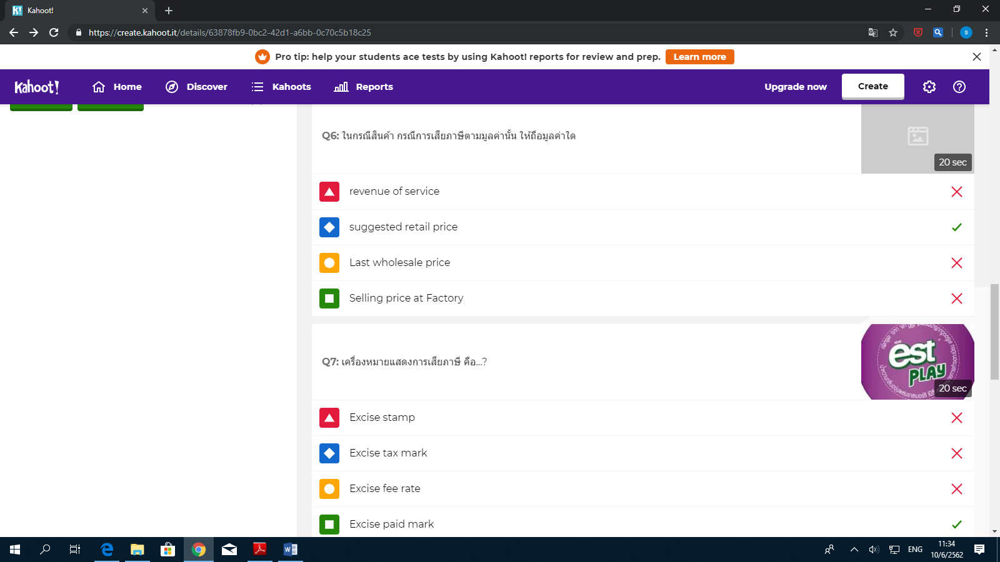 Kahoot!
https://create.kahoot.it/details/63878fb9-0bc2-42d1-a6bb-0c70c5b18c25
S
Pro tip: help your students ace tests by using Kahoot! reports for review and prep. Learn more
Kahoot! Home Discover Kahoots Reports Upgrade now Create
Q6: ในกรณีสินค้า กรณีการเสียภาษีตามมูลค่านั้น ให้ถือมูลค่าใด
20 sec
revenue of service
suggested retail price
Last wholesale price
Selling price at Factory
Q7: เครื่องหมายแสดงการเสียภาษี คือ...?
est
PLAY
20 sec
Excise stamp
Excise tax mark
Excise fee rate
Excise paid mark
ENG
11:34
10/6/2562